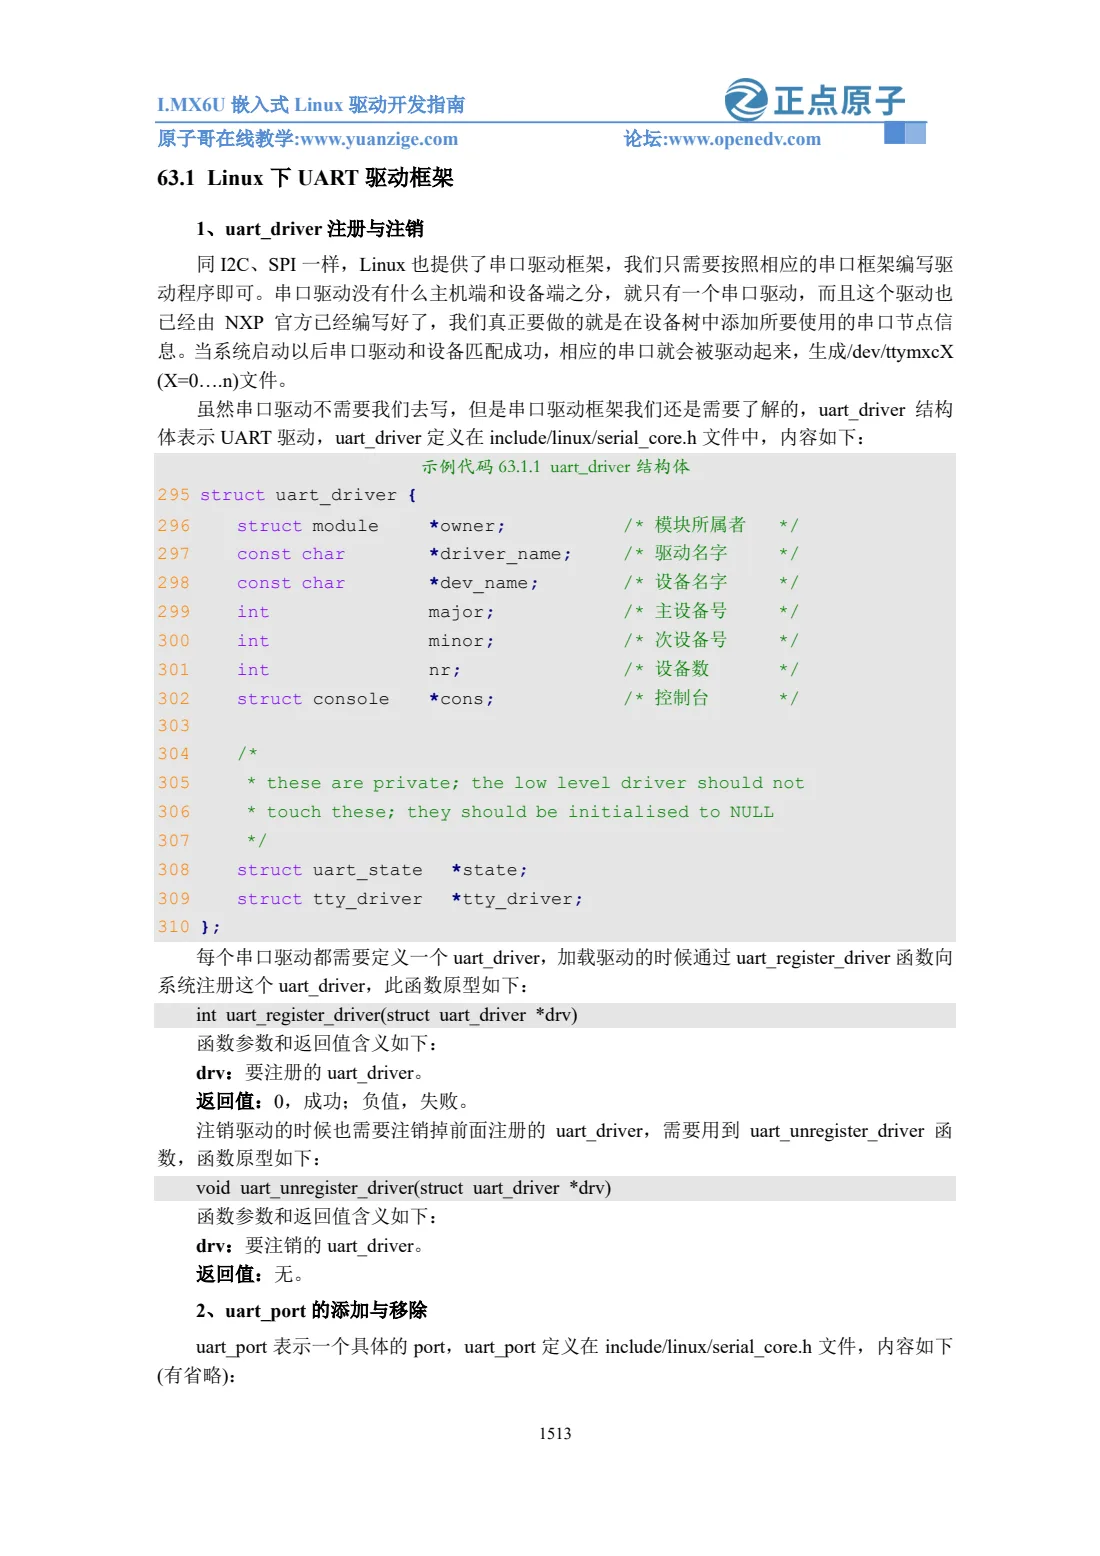 I.MX6U 嵌入式 Linux 驱动开发指南
正点原子
原子哥在线教学:www.yuanzige.com 论坛:www.openedv.com
63.1 Linux 下 UART 驱动框架
1、uart_driver 注册与注销
同 I2C、SPI 一样，Linux 也提供了串口驱动框架，我们只需要按照相应的串口框架编写驱
动程序即可。串口驱动没有什么主机端和设备端之分，就只有一个串口驱动，而且这个驱动也
已经由 NXP 官方已经编写好了，我们真正要做的就是在设备树中添加所要使用的串口节点信
息。当系统启动以后串口驱动和设备匹配成功，相应的串口就会被驱动起来，生成/dev/ttymxcX
(X=0….n)文件。
虽然串口驱动不需要我们去写，但是串口驱动框架我们还是需要了解的，uart_driver 结构
体表示 UART 驱动，uart_driver 定义在 include/linux/serial_core.h 文件中，内容如下：
示例代码 63.1.1 uart_driver 结构体
295 struct uart_driver {
296 struct module *owner; /* 模块所属者 */
297 const char *driver_name; /* 驱动名字 */
298 const char *dev_name; /* 设备名字 */
299 int major; /* 主设备号 */
300 int minor; /* 次设备号 */
301 int nr; /* 设备数 */
302 struct console *cons; /* 控制台 */
303
304 /*
305 * these are private; the low level driver should not
306 * touch these; they should be initialised to NULL
307 */
308 struct uart_state *state;
309 struct tty_driver *tty_driver;
310 };
每个串口驱动都需要定义一个 uart_driver，加载驱动的时候通过 uart_register_driver 函数向
系统注册这个 uart_driver，此函数原型如下：
int uart_register_driver(struct uart_driver *drv)
函数参数和返回值含义如下：
drv：要注册的 uart_driver。
返回值：0，成功；负值，失败。
注销驱动的时候也需要注销掉前面注册的 uart_driver，需要用到 uart_unregister_driver 函
数，函数原型如下：
void uart_unregister_driver(struct uart_driver *drv)
函数参数和返回值含义如下：
drv：要注销的 uart_driver。
返回值：无。
2、uart_port 的添加与移除
uart_port 表示一个具体的 port，uart_port 定义在 include/linux/serial_core.h 文件，内容如下
(有省略)：
1513